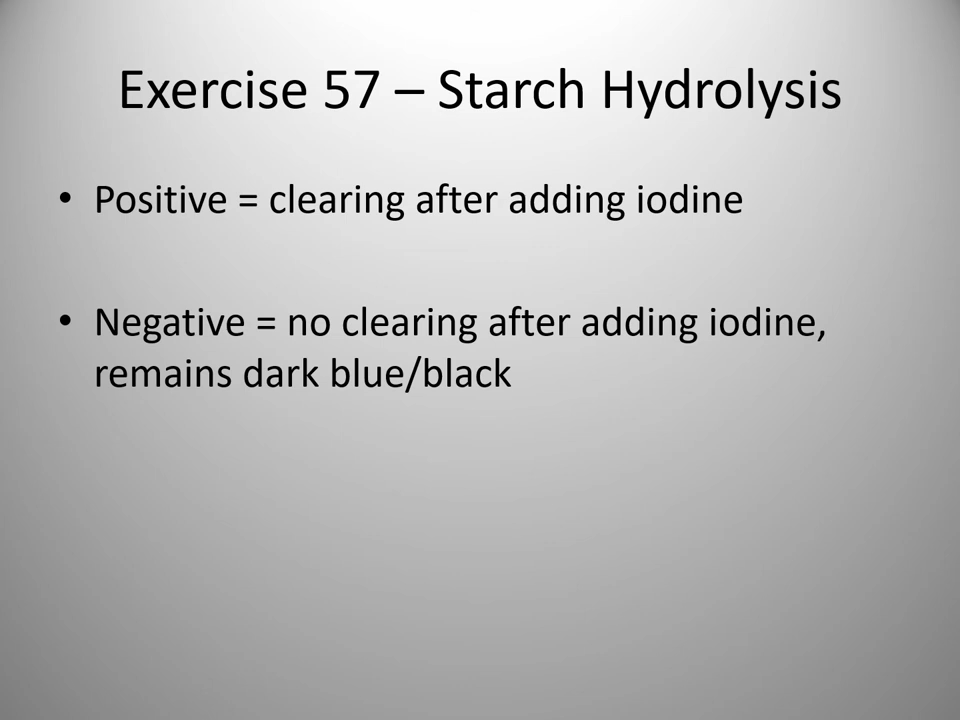 Exercise 57 – Starch Hydrolysis
• Positive = clearing after adding iodine
• Negative = no clearing after adding iodine,
remains dark blue/black